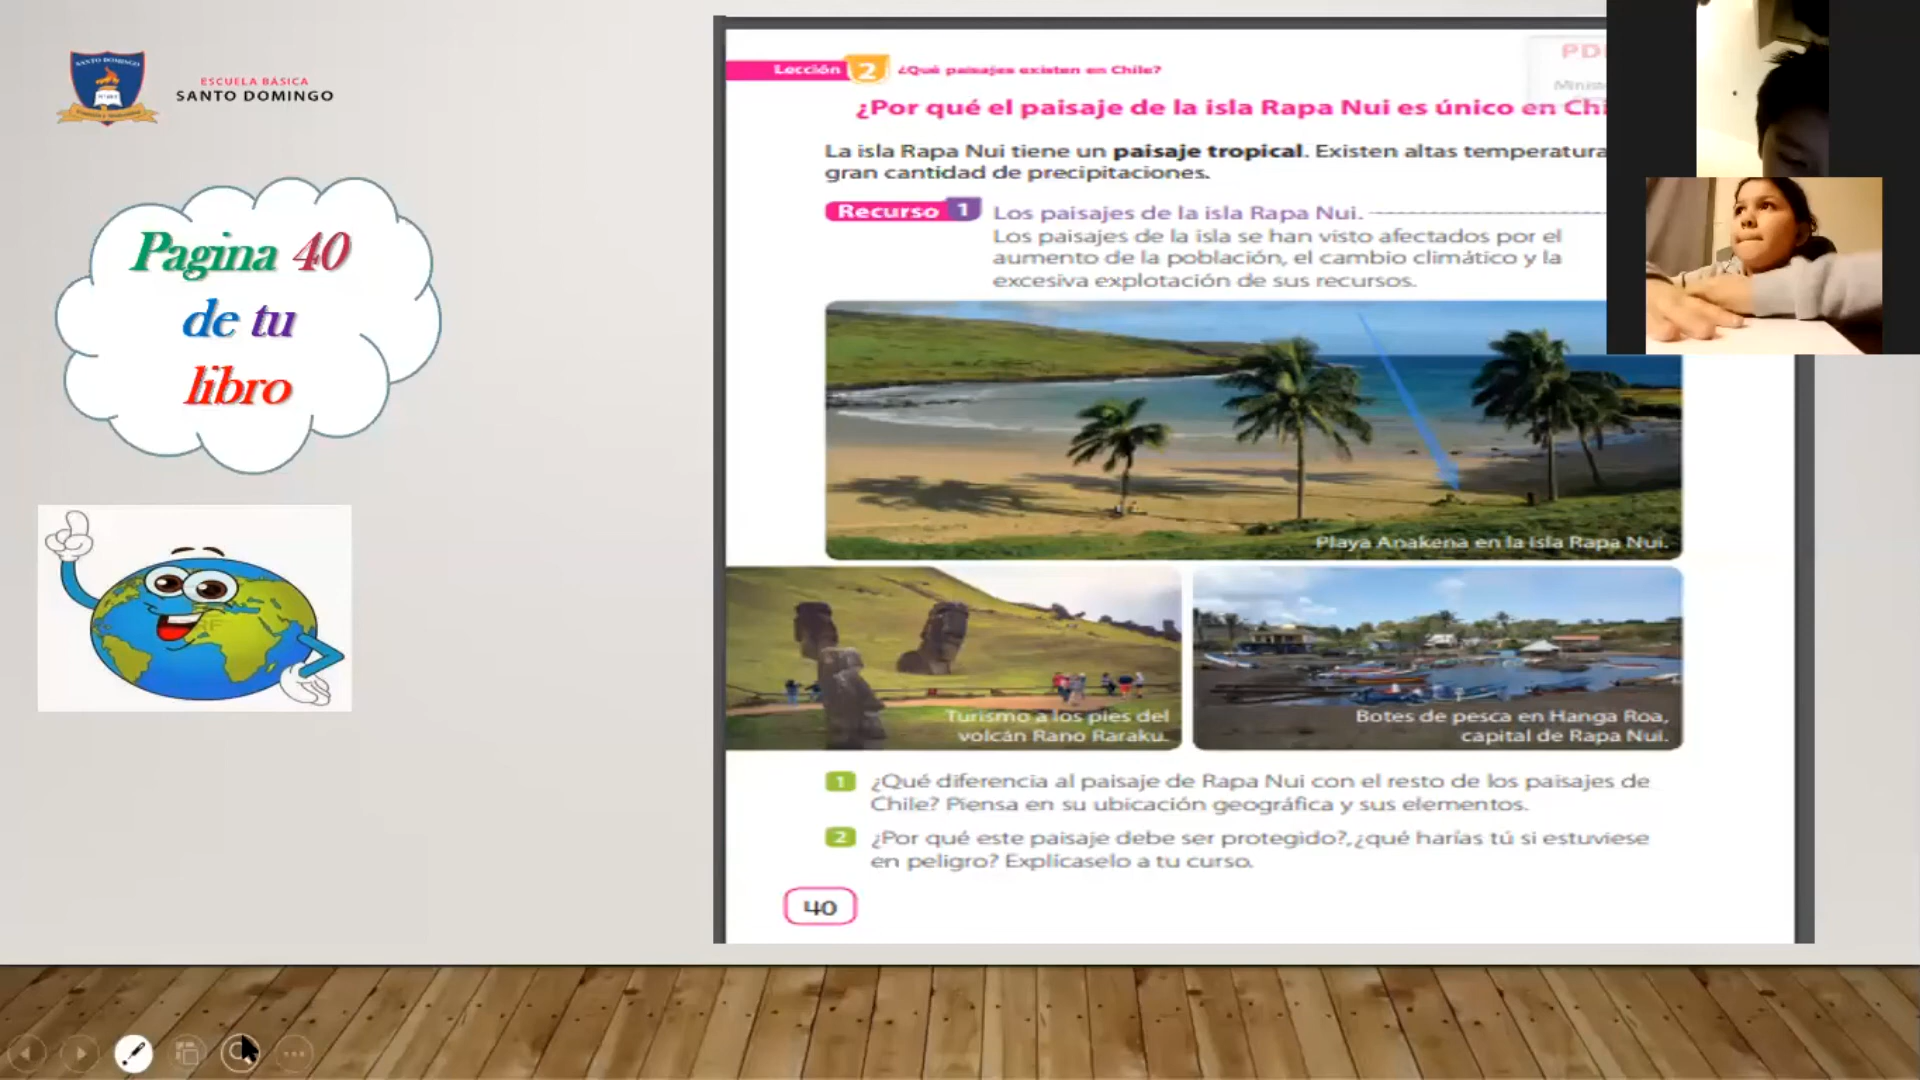 SANTO DOMINGO
ESCUELA BÁSICA
SANTO DOMINGO
Pagina 40
de tu
libro
Lección 2 ¿Qué paisajes existen en Chile?
¿Por qué el paisaje de la isla Rapa Nui es único en Chi
La isla Rapa Nui tiene un paisaje tropical. Existen altas temperatura
gran cantidad de precipitaciones.
Recurso 1 Los paisajes de la isla Rapa Nui.
Los paisajes de la isla se han visto afectados por el
aumento de la población, el cambio climático y la
excesiva explotación de sus recursos.
Playa Anakena en la Isla Rapa Nui.
Turismo a los pies del
volcán Rano Raraku.
Botes de pesca en Hanga Roa,
capital de Rapa Nui.
1 ¿Qué diferencia al paisaje de Rapa Nui con el resto de los paisajes de
Chile? Piensa en su ubicación geográfica y sus elementos.
2 ¿Por qué este paisaje debe ser protegido?,¿qué harías tú si estuviese
en peligro? Explícaselo a tu curso.
40